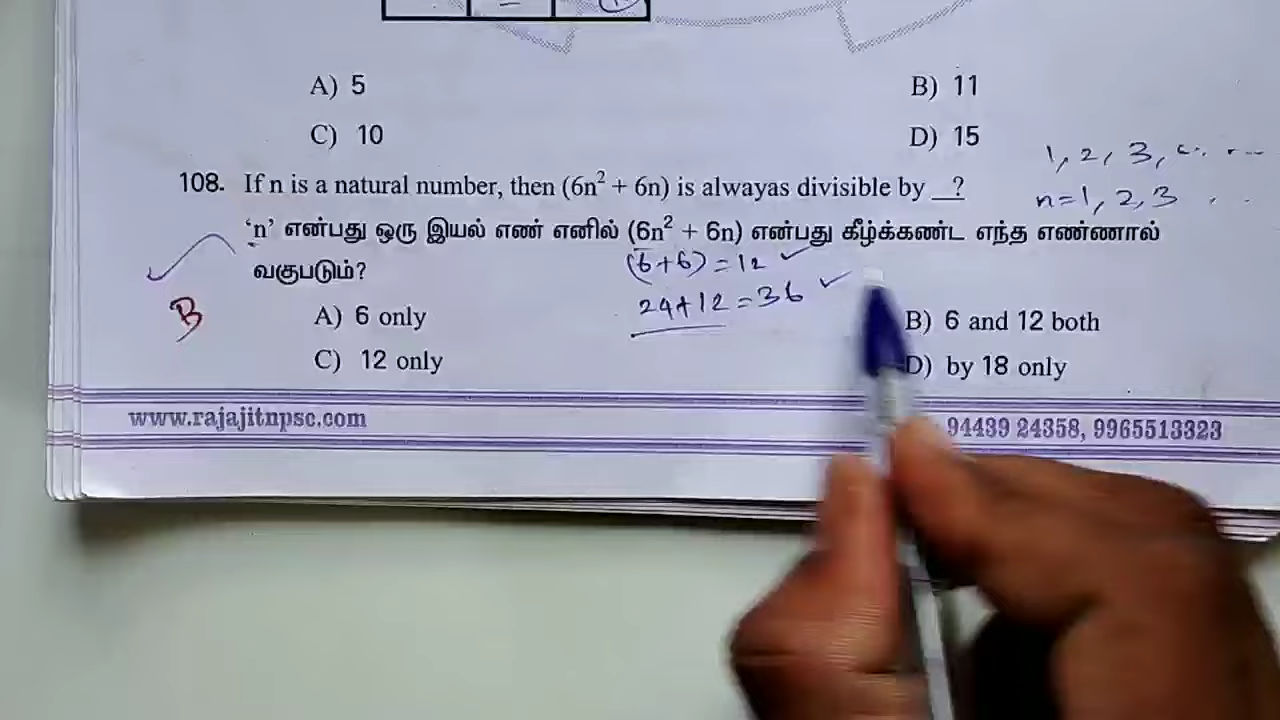 A) 5
B) 11
C) 10
D) 15
1, 2, 3,
108. If n is a natural number, then (6n² + 6n) is alwayas divisible by __?
n=1, 2, 3 . .
‘n’ என்பது ஒரு இயல் எண் எனில் (6n² + 6n) என்பது கீழ்க்கண்ட எந்த எண்ணால்
வகுபடும்?
(6+6) = 12 ✓
24+12 = 36 ✓
B
A) 6 only
B) 6 and 12 both
C) 12 only
D) by 18 only
www.rajajitnpsc.com
94439 24358, 9965513323